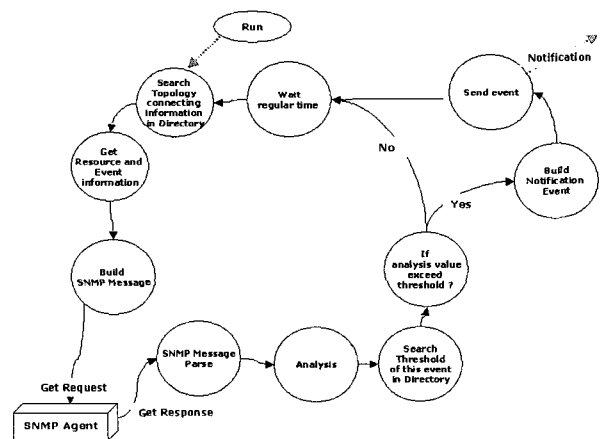 Run
Notification
Search
Topology
connecting
Information
in Directory
Wait
regular time
Send event
Get
Resource and
Event
information
No
Build
Notification
Event
Yes
Build
SNMP Message
If
analysis value
exceed
threshold ?
SNMP Message
Parse
Analysis
Search
Threshold
of this event
in Directory
Get Request
Get Response
SNMP Agent